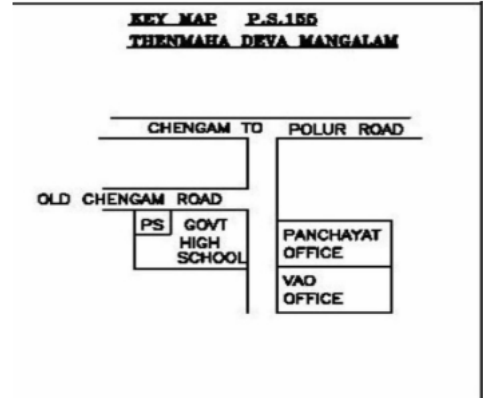 KEY MAP P.S.155
THENMAHA DEVA MANGALAM
CHENGAM TO POLUR ROAD
OLD CHENGAM ROAD
PS GOVT
HIGH
SCHOOL
PANCHAYAT
OFFICE
VAO
OFFICE